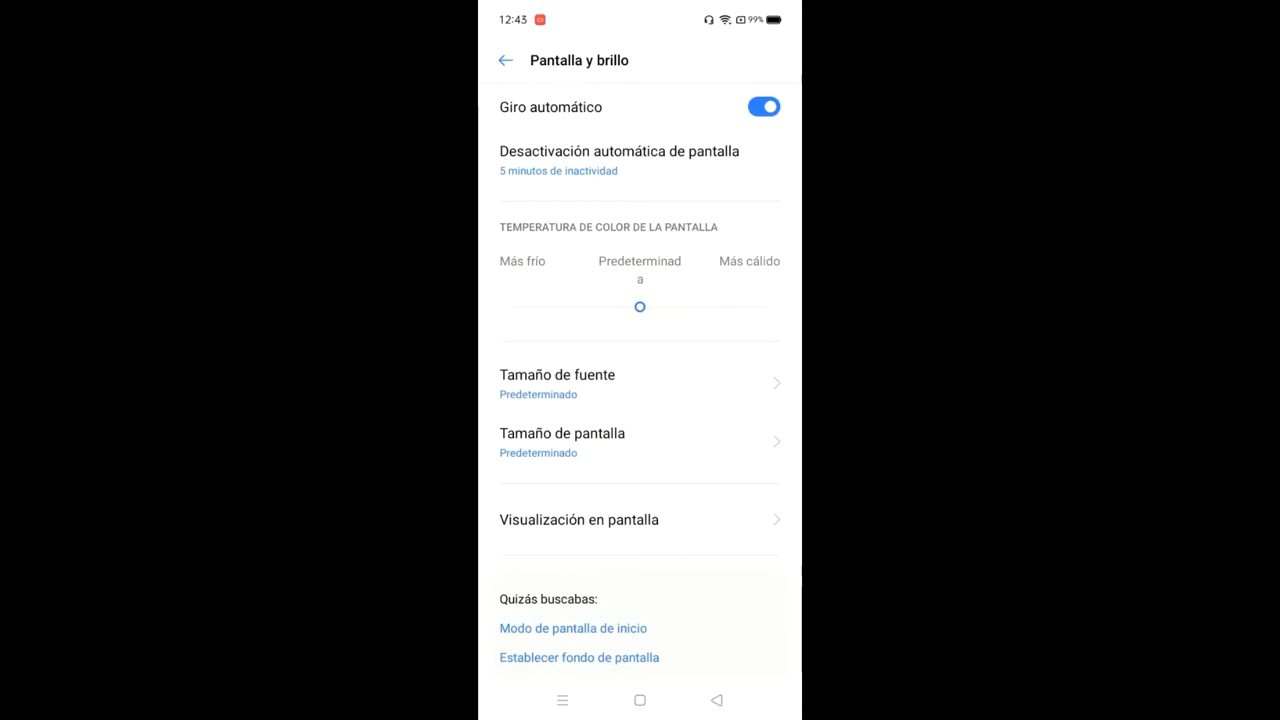 12:43 99%
Pantalla y brillo
Giro automático
Desactivación automática de pantalla
5 minutos de inactividad
TEMPERATURA DE COLOR DE LA PANTALLA
Más frío Predeterminad Más cálido
a
Tamaño de fuente
Predeterminado
Tamaño de pantalla
Predeterminado
Visualización en pantalla
Quizás buscabas:
Modo de pantalla de inicio
Establecer fondo de pantalla